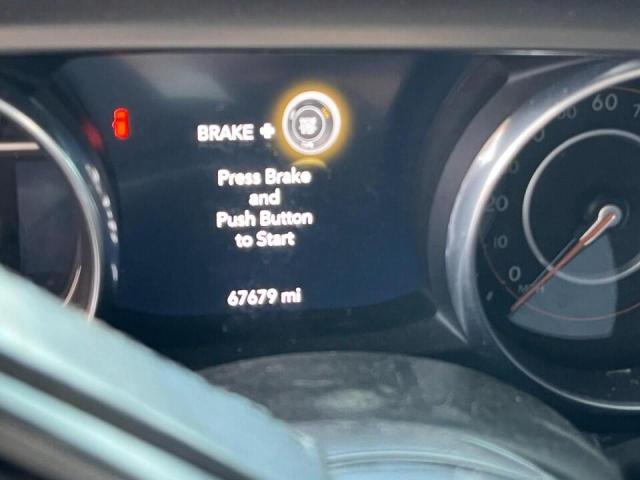 BRAKE +
Press Brake
and
Push Button
to Start
67679 mi
60
20
10
0